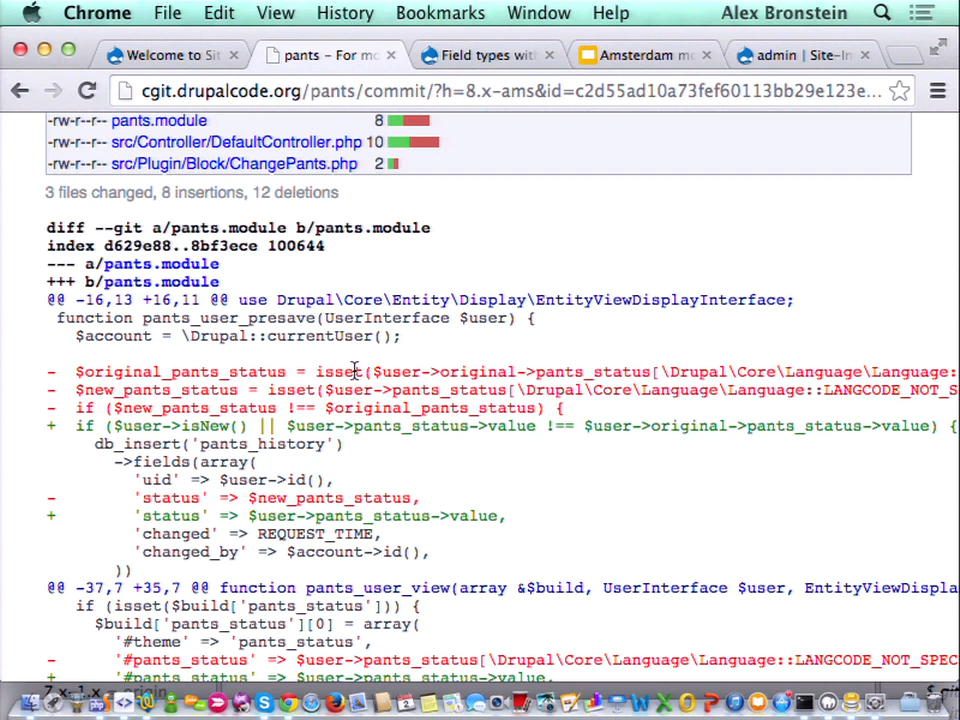 Chrome File Edit View History Bookmarks Window Help Alex Bronstein
Welcome to Sit × pants – For mo × Field types with × Amsterdam mo × admin | Site-In ×
cgit.drupalcode.org/pants/commit/?h=8.x-ams&id=c2d55ad10a73fef60113bb29e123e...
-rw-r--r-- pants.module 8
-rw-r--r-- src/Controller/DefaultController.php 10
-rw-r--r-- src/Plugin/Block/ChangePants.php 2
3 files changed, 8 insertions, 12 deletions
diff --git a/pants.module b/pants.module
index d629e88..8bf3ece 100644
--- a/pants.module
+++ b/pants.module
@@ -16,13 +16,11 @@ use Drupal\Core\Entity\Display\EntityViewDisplayInterface;
function pants_user_presave(UserInterface $user) {
$account = \Drupal::currentUser();
- $original_pants_status = isset($user->original->pants_status[\Drupal\Core\Language\Language:
- $new_pants_status = isset($user->pants_status[\Drupal\Core\Language\Language::LANGCODE_NOT_S
- if ($new_pants_status !== $original_pants_status) {
+ if ($user->isNew() || $user->pants_status->value !== $user->original->pants_status->value) {
db_insert('pants_history')
->fields(array(
'uid' => $user->id(),
- 'status' => $new_pants_status,
+ 'status' => $user->pants_status->value,
'changed' => REQUEST_TIME,
'changed_by' => $account->id(),
))
@@ -37,7 +35,7 @@ function pants_user_view(array &$build, UserInterface $user, EntityViewDispla
if (isset($build['pants_status'])) {
$build['pants_status'][0] = array(
'#theme' => 'pants_status',
- '#pants_status' => $user->pants_status[\Drupal\Core\Language\Language::LANGCODE_NOT_SPEC
+ '#pants_status' => $user->pants_status->value,